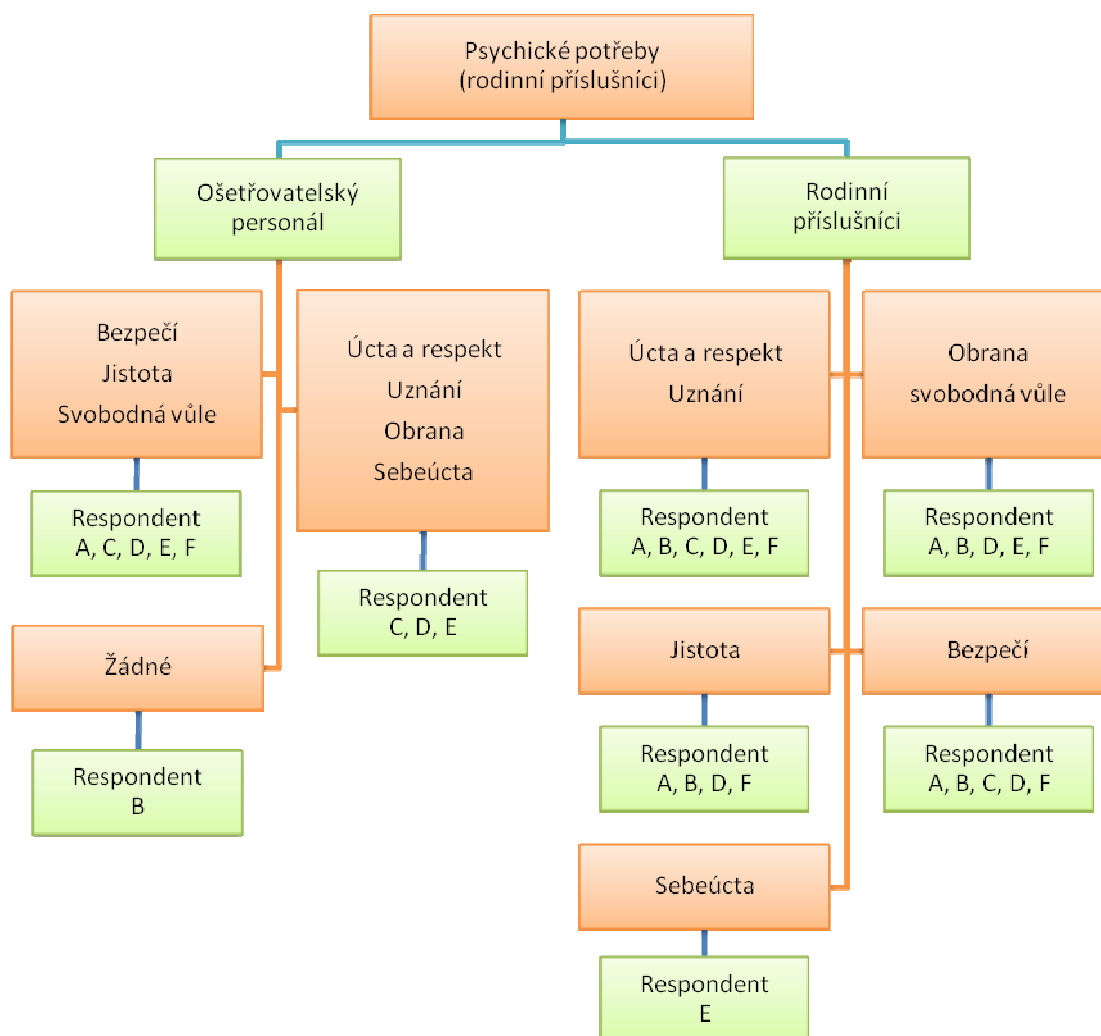 Psychické potřeby
(rodinní příslušníci)
Ošetřovatelský
personál
Rodinní
příslušníci
Bezpečí
Jistota
Svobodná vůle
Úcta a respekt
Uznání
Obrana
Sebeúcta
Úcta a respekt
Uznání
Obrana
svobodná vůle
Respondent
A, C, D, E, F
Respondent
C, D, E
Respondent
A, B, C, D, E, F
Respondent
A, B, D, E, F
Žádné
Jistota
Bezpečí
Respondent
B
Respondent
A, B, D, F
Respondent
A, B, C, D, F
Sebeúcta
Respondent
E